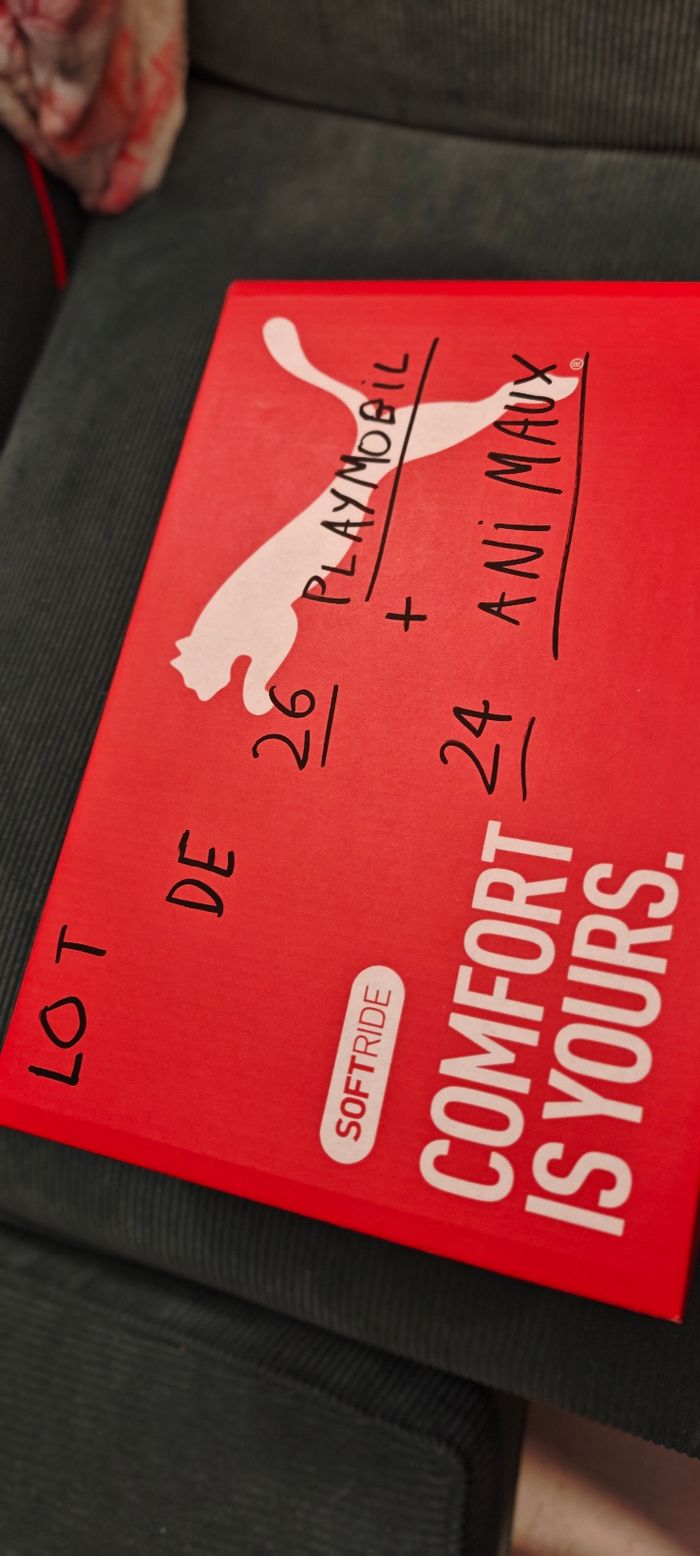 LOT
DE
26 PLAYMOBIL
+
24 ANiMAUX
®
SOFTRIDE
COMFORT
IS YOURS.